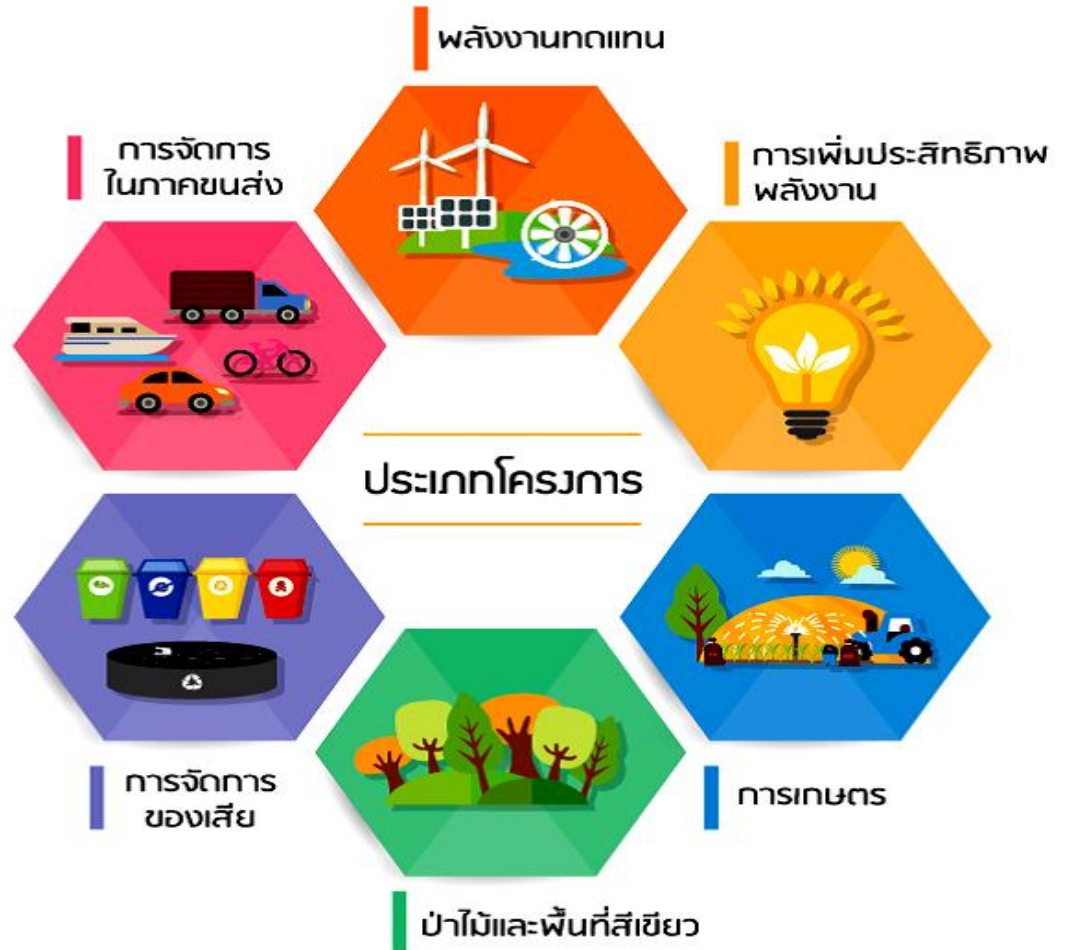 พลังงานทดแทน
การจัดการ
ในภาคขนส่ง
การเพิ่มประสิทธิภาพ
พลังงาน
ประเภทโครงการ
การจัดการ
ของเสีย
การเกษตร
ป่าไม้และพื้นที่สีเขียว